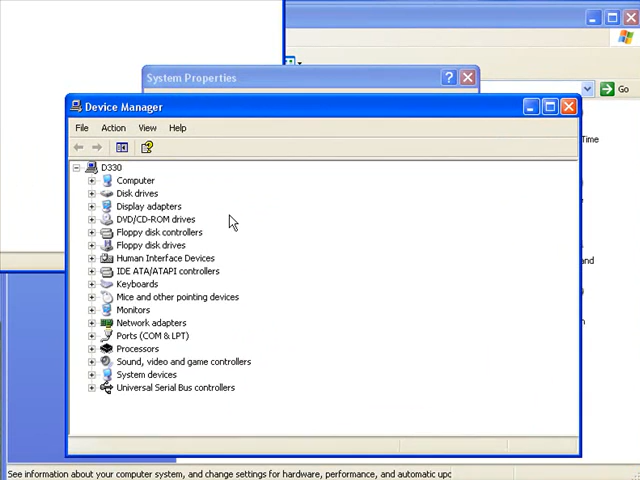 System Properties
Go
Device Manager
File Action View Help
Time
D330
Computer
Disk drives
Display adapters
DVD/CD-ROM drives
Floppy disk controllers
Floppy disk drives
Human Interface Devices
and
IDE ATA/ATAPI controllers
Keyboards
Mice and other pointing devices
Monitors
Network adapters
Ports (COM & LPT)
Processors
Sound, video and game controllers
System devices
Universal Serial Bus controllers
See information about your computer system, and change settings for hardware, performance, and automatic upc